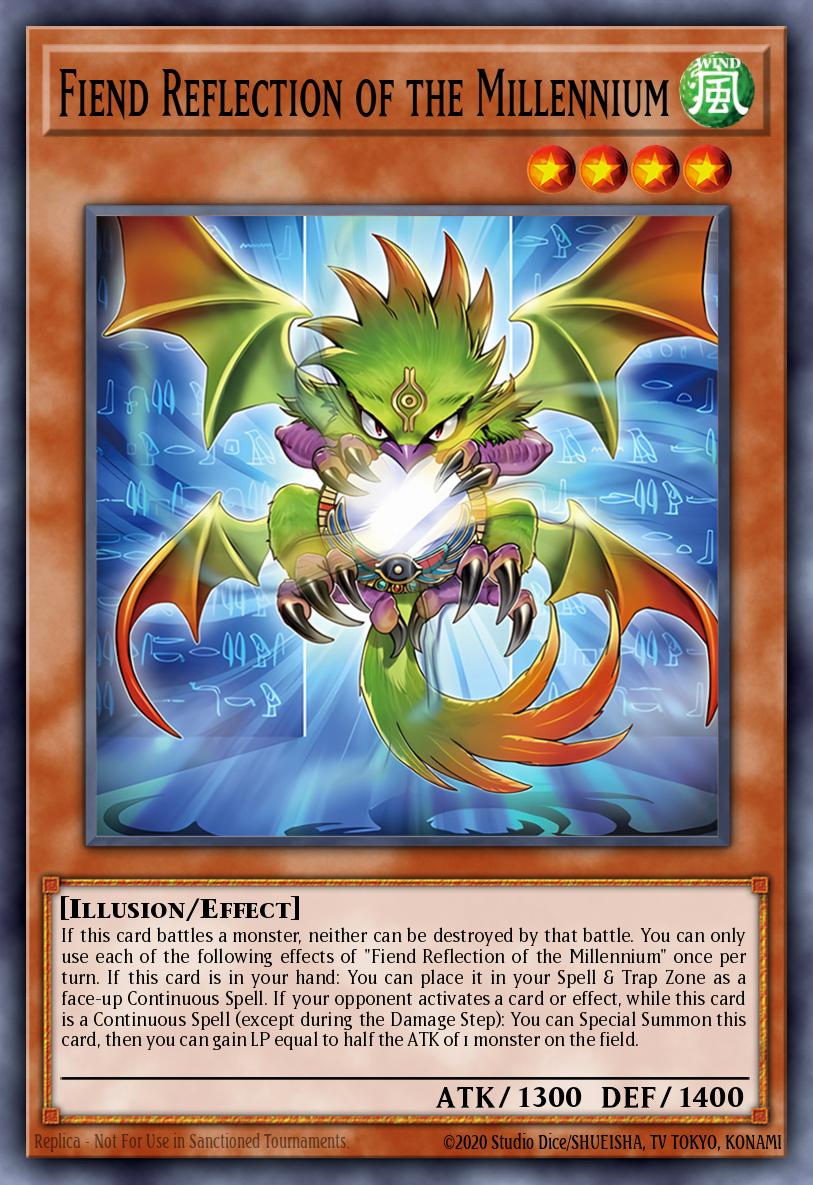 Fiend Reflection of the Millennium
WIND
風
[Illusion/Effect]
If this card battles a monster, neither can be destroyed by that battle. You can only
use each of the following effects of "Fiend Reflection of the Millennium" once per
turn. If this card is in your hand: You can place it in your Spell & Trap Zone as a
face-up Continuous Spell. If your opponent activates a card or effect, while this card
is a Continuous Spell (except during the Damage Step): You can Special Summon this
card, then you can gain LP equal to half the ATK of 1 monster on the field.
ATK/1300 DEF/1400
Replica - Not For Use in Sanctioned Tournaments.
©2020 Studio Dice/SHUEISHA, TV TOKYO, KONAMI